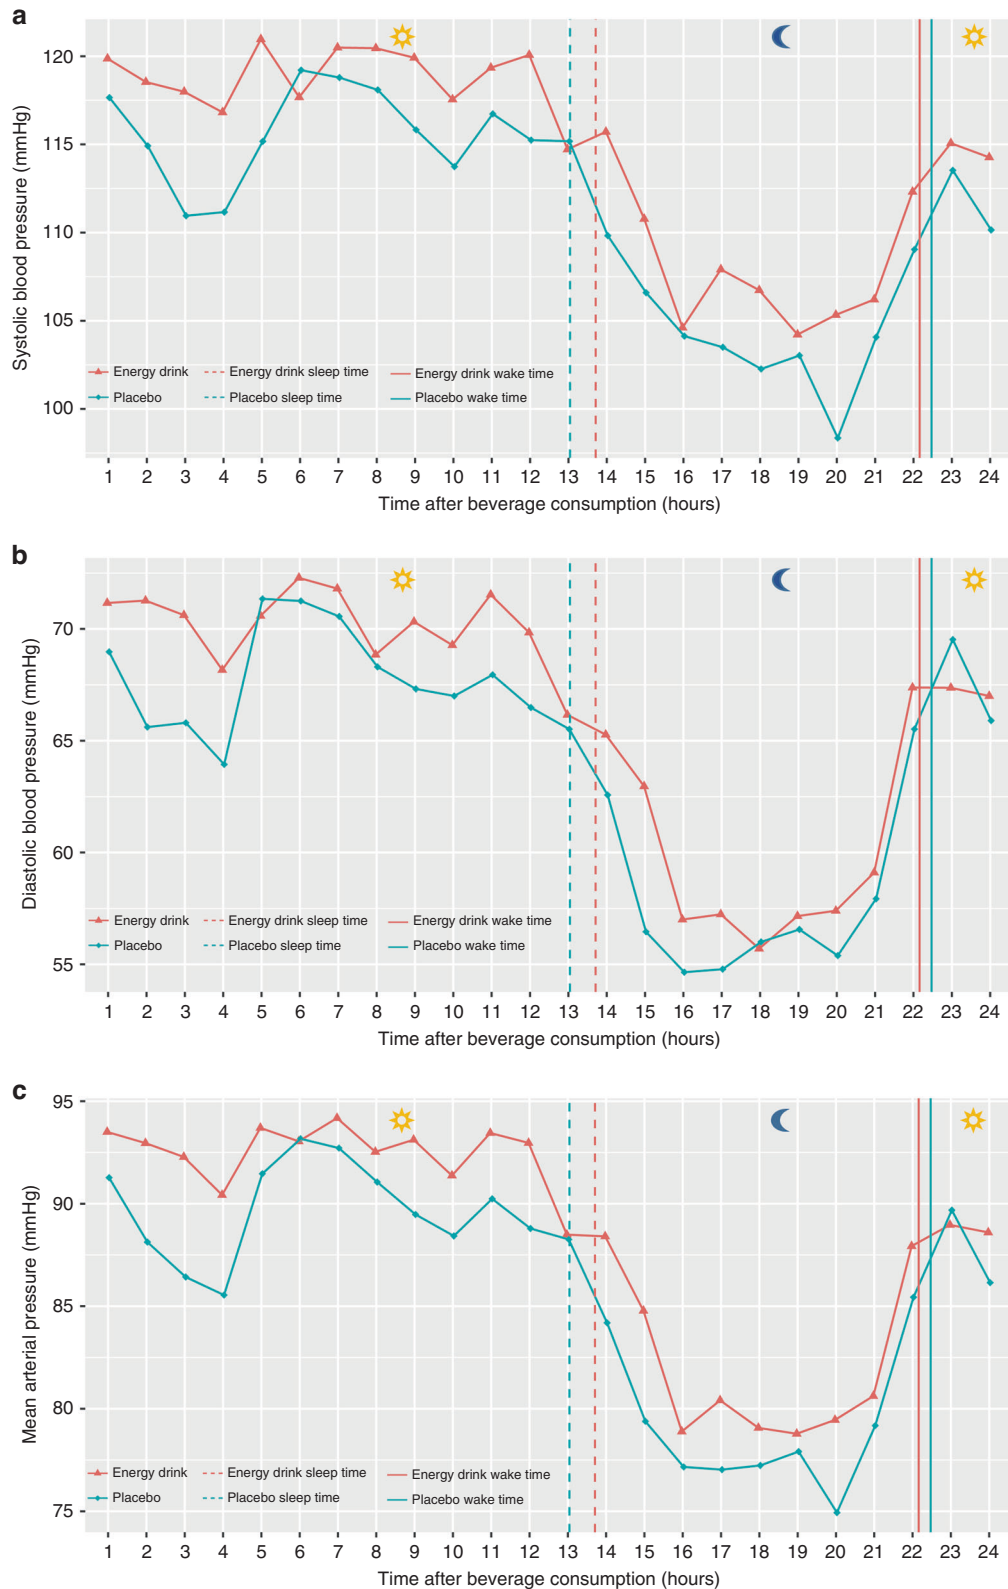 a
Systolic blood pressure (mmHg)
120
115
110
105
100
Energy drink Energy drink sleep time Energy drink wake time
Placebo Placebo sleep time Placebo wake time
1 2 3 4 5 6 7 8 9 10 11 12 13 14 15 16 17 18 19 20 21 22 23 24
Time after beverage consumption (hours)
b
Diastolic blood pressure (mmHg)
70
65
60
55
Energy drink Energy drink sleep time Energy drink wake time
Placebo Placebo sleep time Placebo wake time
1 2 3 4 5 6 7 8 9 10 11 12 13 14 15 16 17 18 19 20 21 22 23 24
Time after beverage consumption (hours)
c
Mean arterial pressure (mmHg)
95
90
85
80
75
Energy drink Energy drink sleep time Energy drink wake time
Placebo Placebo sleep time Placebo wake time
1 2 3 4 5 6 7 8 9 10 11 12 13 14 15 16 17 18 19 20 21 22 23 24
Time after beverage consumption (hours)